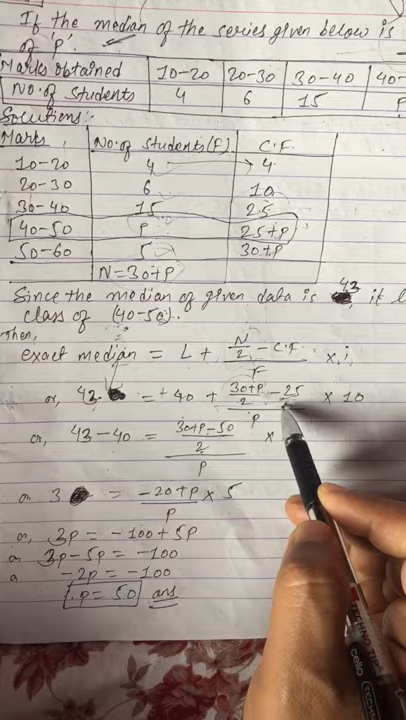 If the median of the series given below is
of 'p'.
Marks obtained 10-20 20-30 30-40 40-
No. of students 4 6 15 P
Solutions:-
Marks No. of students (F) C.F.
10-20 4 4
20-30 6 10
30-40 15 25
40-50 P 25+P
50-60 5 30+P
N=30+P
Since the median of given data is 43, it l
class of (40-50).
Then,
exact median = L + N/2 - C.F. / F × i
or, 43 = 40 + 30+P/2 - 25 / P × 10
or, 43-40 = 30+P-50 / 2 / P ×
or 3 = -20+P / P × 5
or, 3P = -100+5P
or 3P-5P = -100
or -2P = -100
P = 50 ans
cello